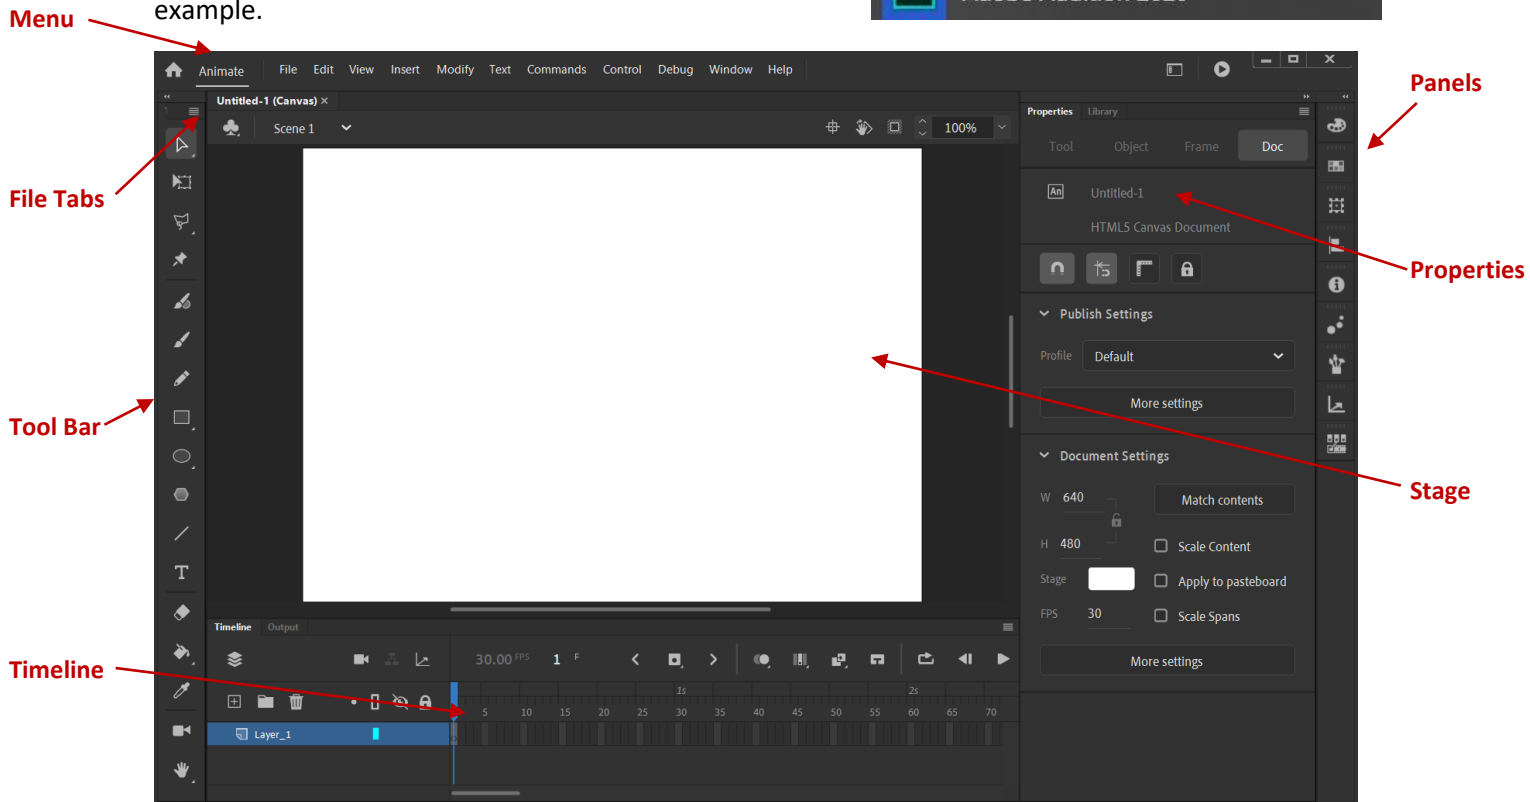 example.
Menu
Animate File Edit View Insert Modify Text Commands Control Debug Window Help
Panels
Untitled-1 (Canvas) ×
Properties Library
Scene 1
100%
Tool Object Frame Doc
File Tabs
An Untitled-1
HTML5 Canvas Document
Properties
Publish Settings
Profile Default
More settings
Tool Bar
Document Settings
Stage
W 640
Match contents
H 480
Scale Content
T
Stage
Apply to pasteboard
FPS 30
Scale Spans
Timeline Output
Timeline
30.00 FPS 1 F
More settings
1s 2s
5 10 15 20 25 30 35 40 45 50 55 60 65 70
Layer_1